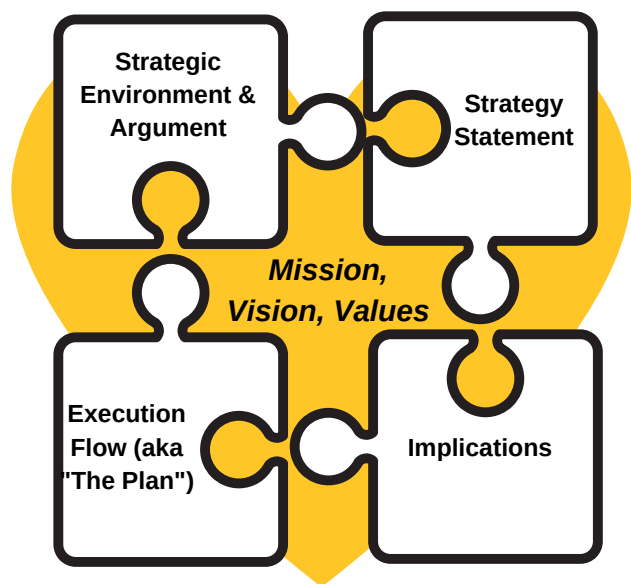 Strategic
Environment &
Argument
Strategy
Statement
Mission,
Vision, Values
Execution
Flow (aka
"The Plan")
Implications